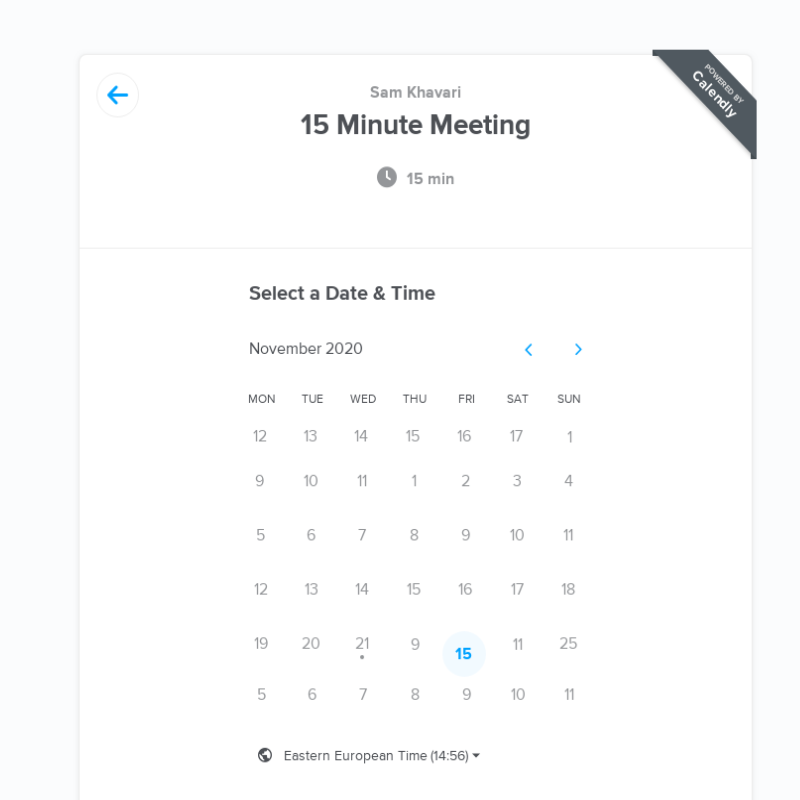 POWERED BY
Calendly
Sam Khavari
15 Minute Meeting
15 min
Select a Date & Time
November 2020
MON TUE WED THU FRI SAT SUN
12 13 14 15 16 17 1
9 10 11 1 2 3 4
5 6 7 8 9 10 11
12 13 14 15 16 17 18
19 20 21 9 15 11 25
5 6 7 8 9 10 11
Eastern European Time (14:56)